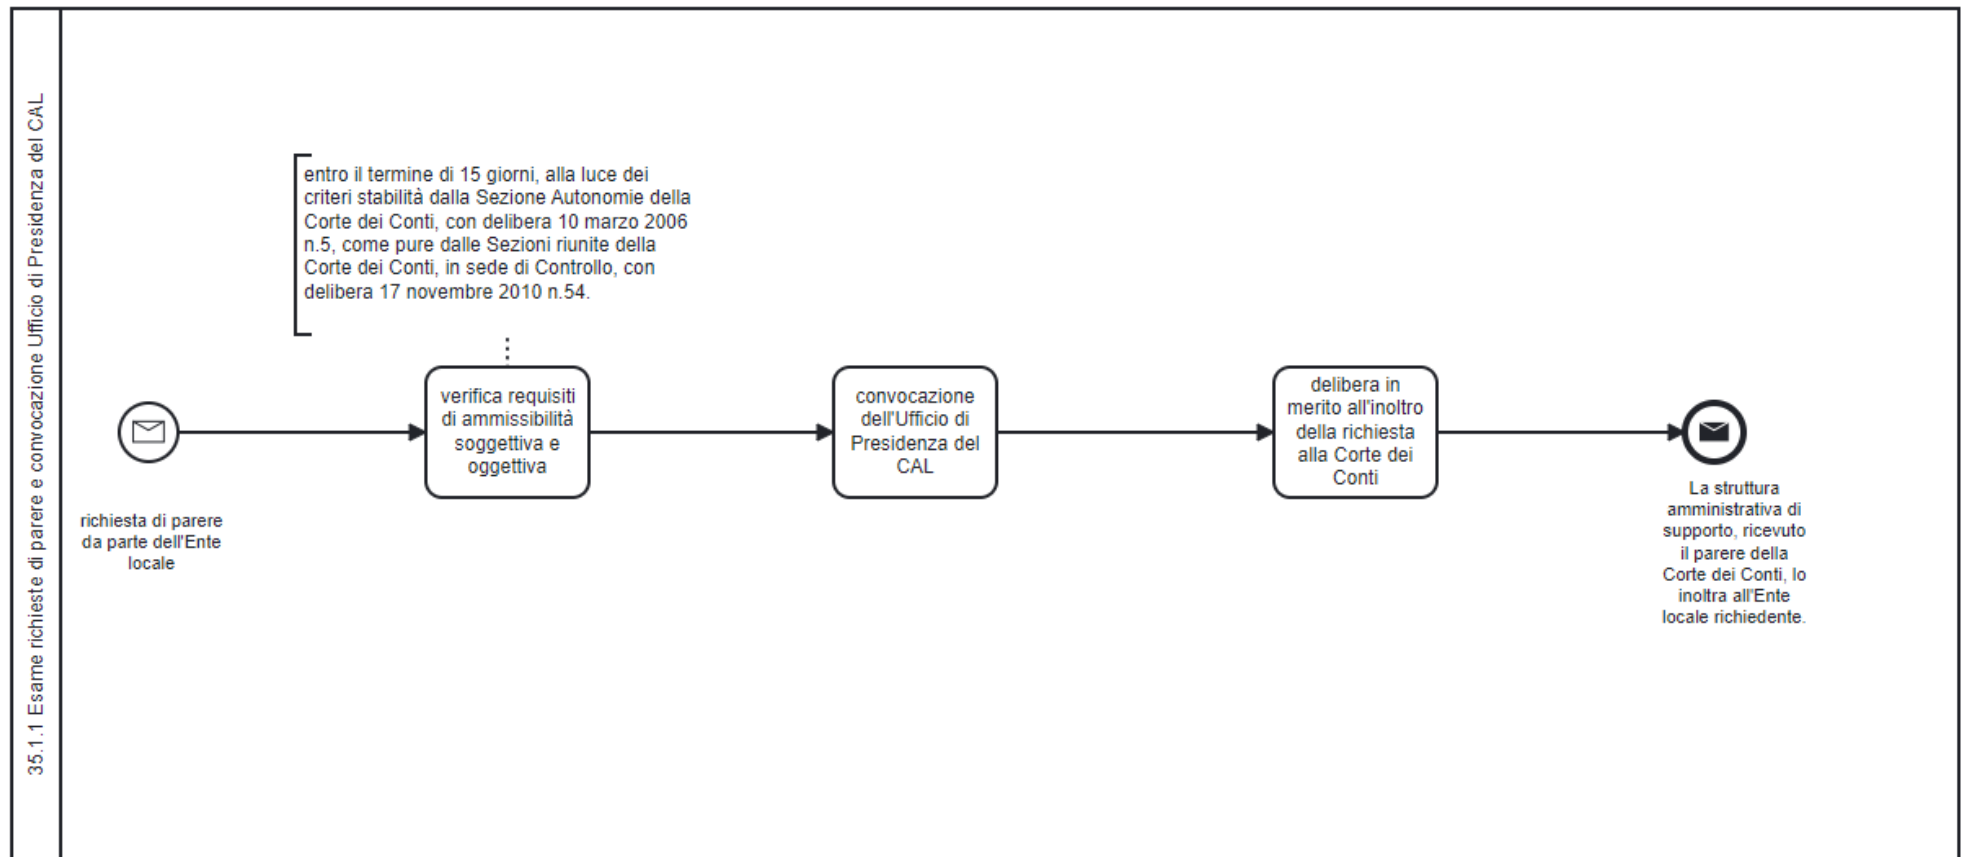 35.1.1 Esame richieste di parere e convocazione Ufficio di Presidenza del CAL
entro il termine di 15 giorni, alla luce dei
criteri stabilità dalla Sezione Autonomie della
Corte dei Conti, con delibera 10 marzo 2006
n.5, come pure dalle Sezioni riunite della
Corte dei Conti, in sede di Controllo, con
delibera 17 novembre 2010 n.54.
richiesta di parere
da parte dell'Ente
locale
verifica requisiti
di ammissibilità
soggettiva e
oggettiva
convocazione
dell'Ufficio di
Presidenza del
CAL
delibera in
merito all'inoltro
della richiesta
alla Corte dei
Conti
La struttura
amministrativa di
supporto, ricevuto
il parere della
Corte dei Conti, lo
inoltra all'Ente
locale richiedente.